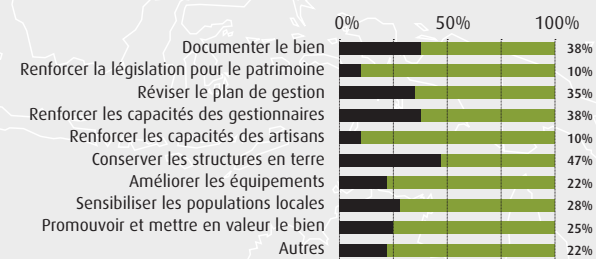 0% 50% 100%
Documenter le bien 38%
Renforcer la législation pour le patrimoine 10%
Réviser le plan de gestion 35%
Renforcer les capacités des gestionnaires 38%
Renforcer les capacités des artisans 10%
Conserver les structures en terre 47%
Améliorer les équipements 22%
Sensibiliser les populations locales 28%
Promouvoir et mettre en valeur le bien 25%
Autres 22%